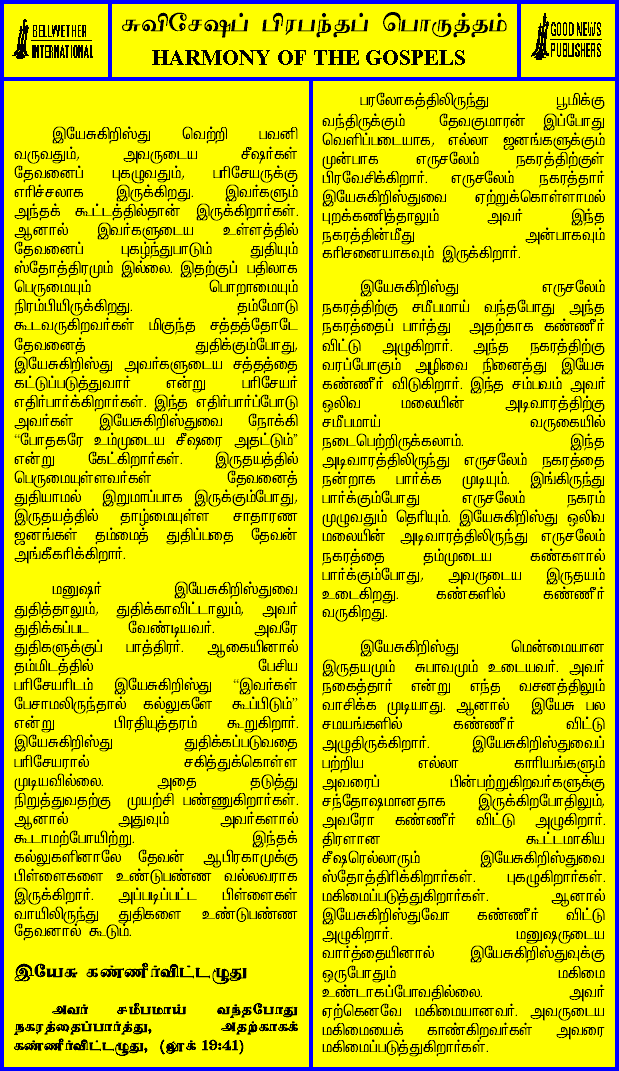 BELLWETHER
INTERNATIONAL
சுவிசேஷப் பிரபந்தப் பொருத்தம்
HARMONY OF THE GOSPELS
GOOD NEWS
PUBLISHERS
இயேசுகிறிஸ்து வெற்றி பவனி
வருவதும், அவருடைய சீஷர்கள்
தேவனைப் புகழுவதும், பரிசேயருக்கு
எரிச்சலாக இருக்கிறது. இவர்களும்
அந்தக் கூட்டத்தில்தான் இருக்கிறார்கள்.
ஆனால் இவர்களுடைய உள்ளத்தில்
தேவனைப் புகழ்ந்துபாடும் துதியும்
ஸ்தோத்திரமும் இல்லை. இதற்குப் பதிலாக
பெருமையும் பொறாமையும்
நிரம்பியிருக்கிறது. தம்மோடு
கூடவருகிறவர்கள் மிகுந்த சத்தத்தோடே
தேவனைத் துதிக்கும்போது,
இயேசுகிறிஸ்து அவர்களுடைய சத்தத்தை
கட்டுப்படுத்துவார் என்று பரிசேயர்
எதிர்பார்க்கிறார்கள். இந்த எதிர்பார்ப்போடு
அவர்கள் இயேசுகிறிஸ்துவை நோக்கி
“போதகரே உம்முடைய சீஷரை அதட்டும்”
என்று கேட்கிறார்கள். இருதயத்தில்
பெருமையுள்ளவர்கள் தேவனைத்
துதியாமல் இறுமாப்பாக இருக்கும்போது,
இருதயத்தில் தாழ்மையுள்ள சாதாரண
ஜனங்கள் தம்மைத் துதிப்பதை தேவன்
அங்கீகரிக்கிறார்.
மனுஷர் இயேசுகிறிஸ்துவை
துதித்தாலும், துதிக்காவிட்டாலும், அவர்
துதிக்கப்பட வேண்டியவர். அவரே
துதிகளுக்குப் பாத்திரர். ஆகையினால்
தம்மிடத்தில் பேசிய
பரிசேயரிடம் இயேசுகிறிஸ்து “இவர்கள்
பேசாமலிருந்தால் கல்லுகளே கூப்பிடும்”
என்று பிரதியுத்தரம் கூறுகிறார்.
இயேசுகிறிஸ்து துதிக்கப்படுவதை
பரிசேயரால் சகித்துக்கொள்ள
முடியவில்லை. அதை தடுத்து
நிறுத்துவதற்கு முயற்சி பண்ணுகிறார்கள்.
ஆனால் அதுவும் அவர்களால்
கூடாமற்போயிற்று. இந்தக்
கல்லுகளினாலே தேவன் ஆபிரகாமுக்கு
பிள்ளைகளை உண்டுபண்ண வல்லவராக
இருக்கிறார். அப்படிப்பட்ட பிள்ளைகள்
வாயிலிருந்து துதிகளை உண்டுபண்ண
தேவனால் கூடும்.
இயேசு கண்ணீர்விட்டழுது
அவர் சமீபமாய் வந்தபோது
நகரத்தைப்பார்த்து, அதற்காகக்
கண்ணீர்விட்டழுது, (லூக் 19:41)
பரலோகத்திலிருந்து பூமிக்கு
வந்திருக்கும் தேவகுமாரன் இப்போது
வெளிப்படையாக, எல்லா ஜனங்களுக்கும்
முன்பாக எருசலேம் நகரத்திற்குள்
பிரவேசிக்கிறார். எருசலேம் நகரத்தார்
இயேசுகிறிஸ்துவை ஏற்றுக்கொள்ளாமல்
புறக்கணித்தாலும் அவர் இந்த
நகரத்தின்மீது அன்பாகவும்
கரிசனையாகவும் இருக்கிறார்.
இயேசுகிறிஸ்து எருசலேம்
நகரத்திற்கு சமீபமாய் வந்தபோது அந்த
நகரத்தைப் பார்த்து அதற்காக கண்ணீர்
விட்டு அழுகிறார். அந்த நகரத்திற்கு
வரப்போகும் அழிவை நினைத்து இயேசு
கண்ணீர் விடுகிறார். இந்த சம்பவம் அவர்
ஒலிவ மலையின் அடிவாரத்திற்கு
சமீபமாய் வருகையில்
நடைபெற்றிருக்கலாம். இந்த
அடிவாரத்திலிருந்து எருசலேம் நகரத்தை
நன்றாக பார்க்க முடியும். இங்கிருந்து
பார்க்கும்போது எருசலேம் நகரம்
முழுவதும் தெரியும். இயேசுகிறிஸ்து ஒலிவ
மலையின் அடிவாரத்திலிருந்து எருசலேம்
நகரத்தை தம்முடைய கண்களால்
பார்க்கும்போது, அவருடைய இருதயம்
உடைகிறது. கண்களில் கண்ணீர்
வருகிறது.
இயேசுகிறிஸ்து மென்மையான
இருதயமும் சுபாவமும் உடையவர். அவர்
நகைத்தார் என்று எந்த வசனத்திலும்
வாசிக்க முடியாது. ஆனால் இயேசு பல
சமயங்களில் கண்ணீர் விட்டு
அழுதிருக்கிறார். இயேசுகிறிஸ்துவைப்
பற்றிய எல்லா காரியங்களும்
அவரைப் பின்பற்றுகிறவர்களுக்கு
சந்தோஷமானதாக இருக்கிறபோதிலும்,
அவரோ கண்ணீர் விட்டு அழுகிறார்.
திரளான கூட்டமாகிய
சீஷரெல்லாரும் இயேசுகிறிஸ்துவை
ஸ்தோத்திரிக்கிறார்கள். புகழுகிறார்கள்.
மகிமைப்படுத்துகிறார்கள். ஆனால்
இயேசுகிறிஸ்துவோ கண்ணீர் விட்டு
அழுகிறார். மனுஷருடைய
வார்த்தையினால் இயேசுகிறிஸ்துவுக்கு
ஒருபோதும் மகிமை
உண்டாகப்போவதில்லை. அவர்
ஏற்கெனவே மகிமையானவர். அவருடைய
மகிமையைக் காண்கிறவர்கள் அவரை
மகிமைப்படுத்துகிறார்கள்.